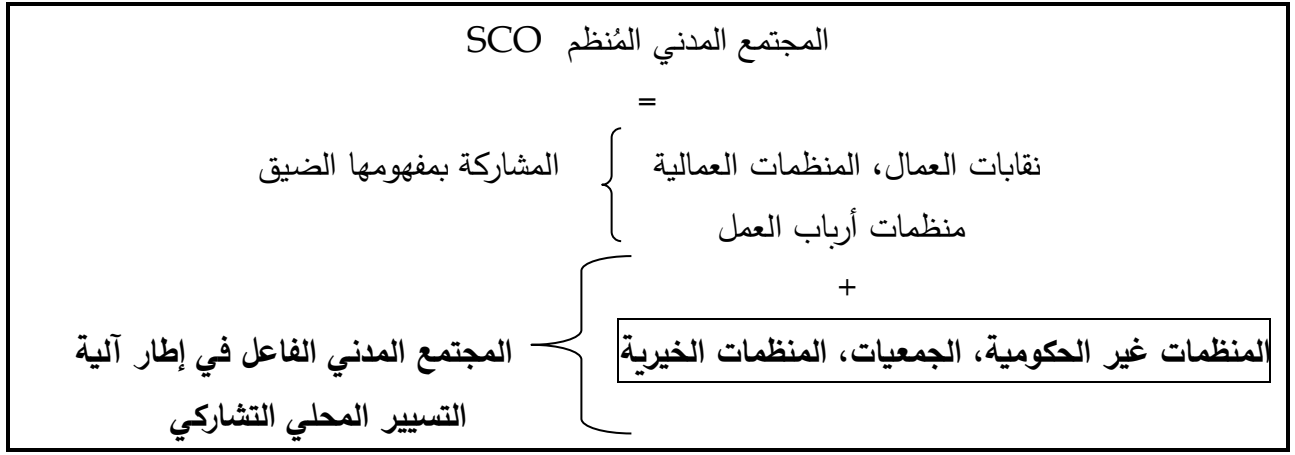 المجتمع المدني المُنظم SCO
=
نقابات العمال، المنظمات العمالية المشاركة بمفهومها الضيق
منظمات أرباب العمل
+
المنظمات غير الحكومية، الجمعيات، المنظمات الخيرية المجتمع المدني الفاعل في إطار آلية
التسيير المحلي التشاركي